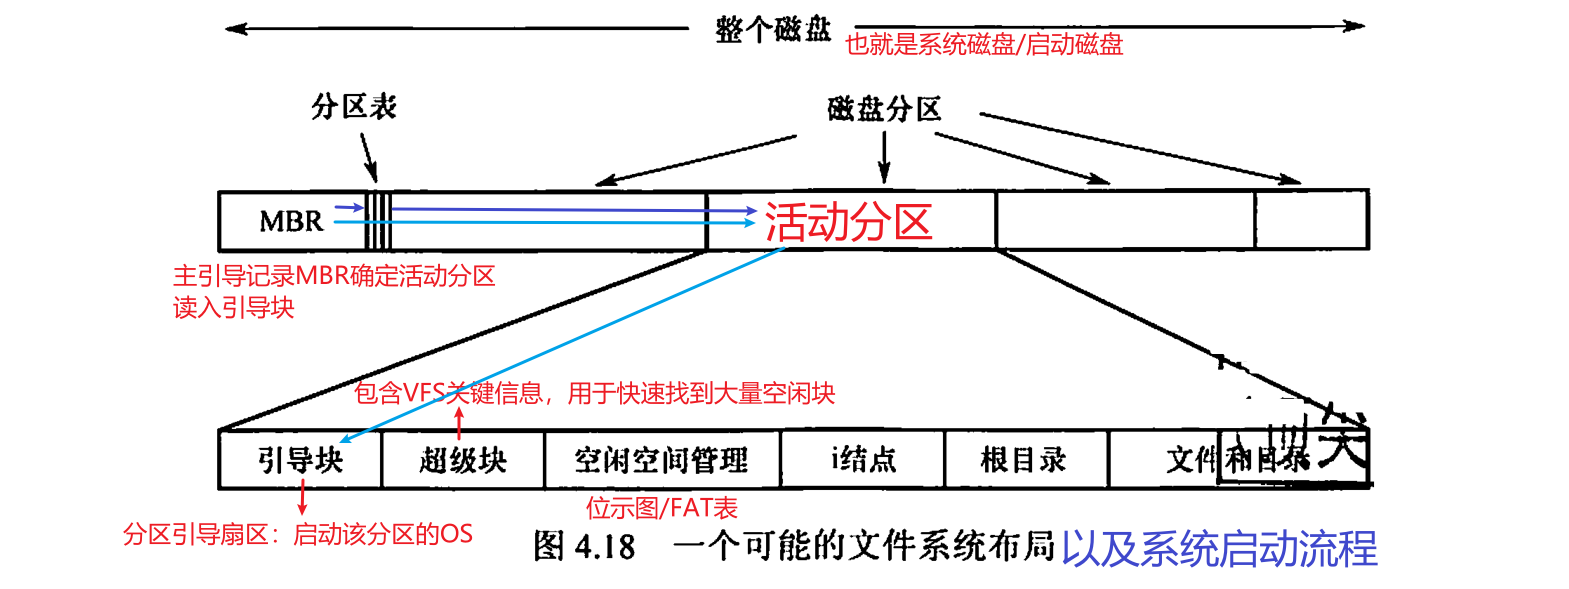 整个磁盘
也就是系统磁盘/启动磁盘
分区表
磁盘分区
MBR
活动分区
主引导记录MBR确定活动分区
读入引导块
包含VFS关键信息，用于快速找到大量空闲块
引导块
超级块
空闲空间管理
i结点
根目录
文件和目录
位示图/FAT表
分区引导扇区：启动该分区的OS
图 4.18 一个可能的文件系统布局以及系统启动流程